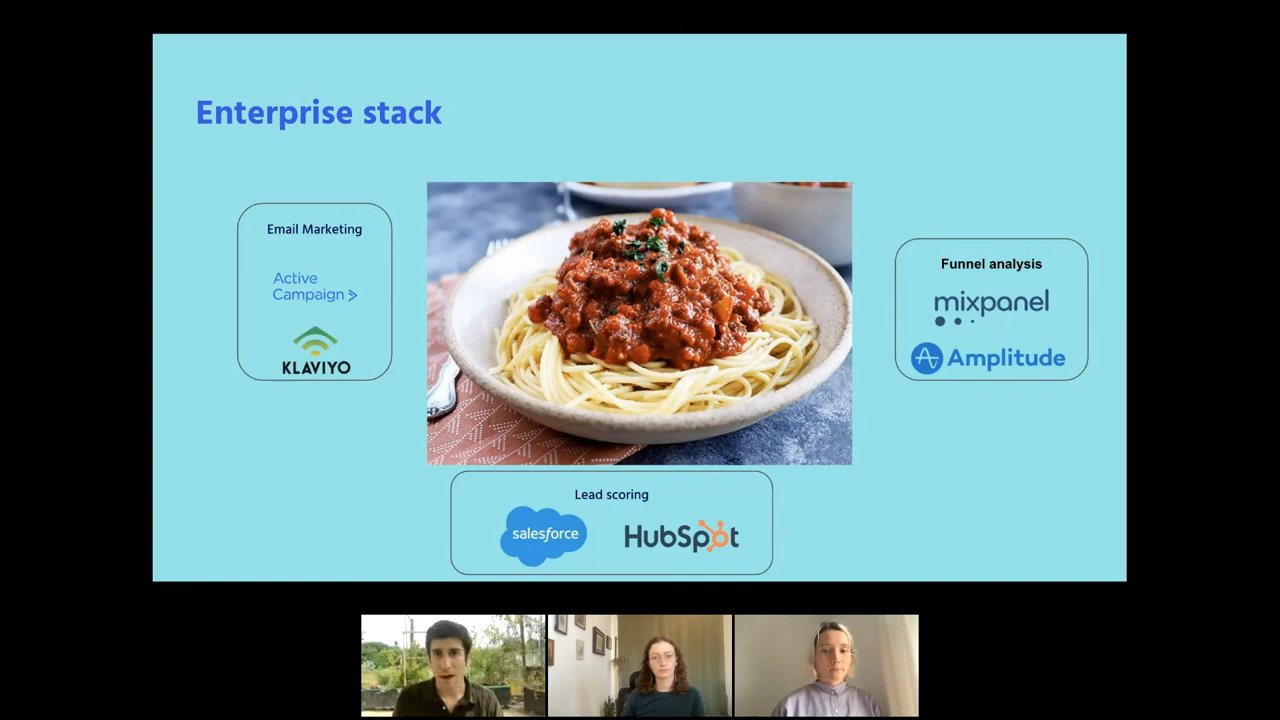 Enterprise stack
Email Marketing
Active
Campaign >
KLAVIYO
Funnel analysis
mixpanel
Amplitude
Lead scoring
salesforce
HubSpot